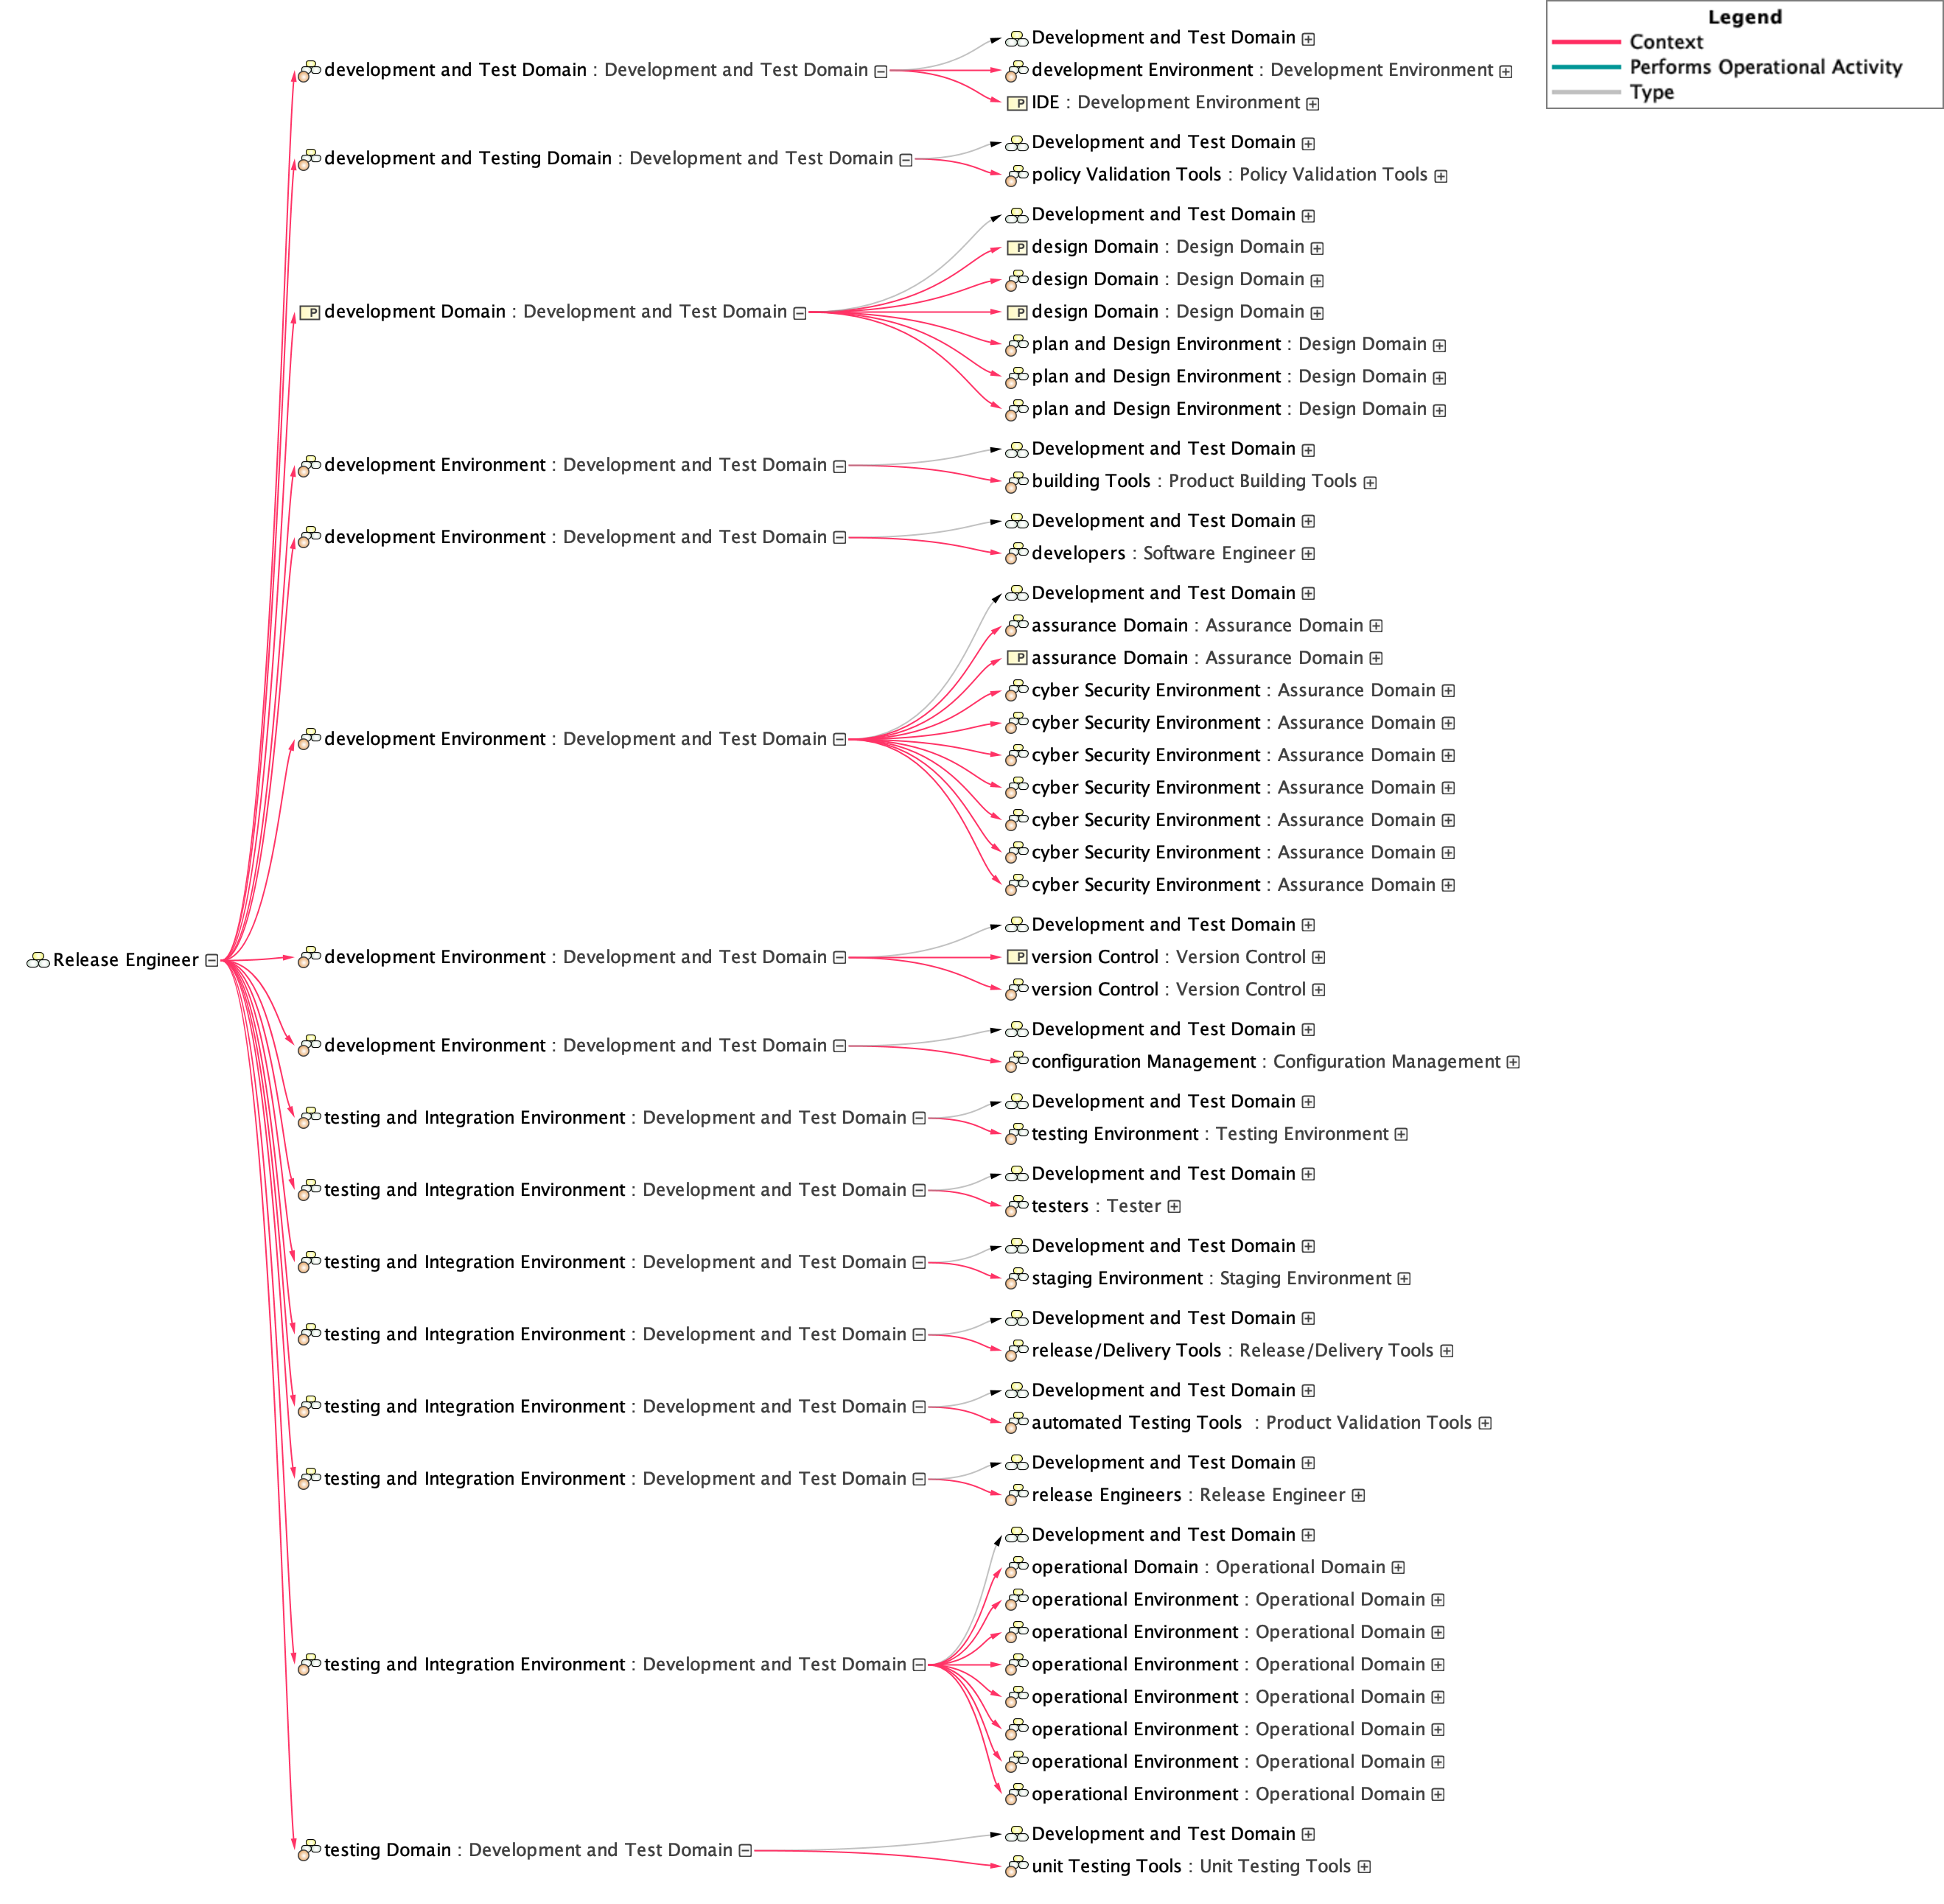 Legend
Context
Performs Operational Activity
Type
Release Engineer
development and Test Domain : Development and Test Domain
Development and Test Domain
development Environment : Development Environment
IDE : Development Environment
development and Testing Domain : Development and Test Domain
Development and Test Domain
policy Validation Tools : Policy Validation Tools
development Domain : Development and Test Domain
Development and Test Domain
design Domain : Design Domain
design Domain : Design Domain
design Domain : Design Domain
plan and Design Environment : Design Domain
plan and Design Environment : Design Domain
plan and Design Environment : Design Domain
development Environment : Development and Test Domain
Development and Test Domain
building Tools : Product Building Tools
development Environment : Development and Test Domain
Development and Test Domain
developers : Software Engineer
development Environment : Development and Test Domain
Development and Test Domain
assurance Domain : Assurance Domain
assurance Domain : Assurance Domain
cyber Security Environment : Assurance Domain
cyber Security Environment : Assurance Domain
cyber Security Environment : Assurance Domain
cyber Security Environment : Assurance Domain
cyber Security Environment : Assurance Domain
cyber Security Environment : Assurance Domain
cyber Security Environment : Assurance Domain
development Environment : Development and Test Domain
Development and Test Domain
version Control : Version Control
version Control : Version Control
development Environment : Development and Test Domain
Development and Test Domain
configuration Management : Configuration Management
testing and Integration Environment : Development and Test Domain
Development and Test Domain
testing Environment : Testing Environment
testing and Integration Environment : Development and Test Domain
Development and Test Domain
testers : Tester
testing and Integration Environment : Development and Test Domain
Development and Test Domain
staging Environment : Staging Environment
testing and Integration Environment : Development and Test Domain
Development and Test Domain
release/Delivery Tools : Release/Delivery Tools
testing and Integration Environment : Development and Test Domain
Development and Test Domain
automated Testing Tools : Product Validation Tools
testing and Integration Environment : Development and Test Domain
Development and Test Domain
release Engineers : Release Engineer
testing and Integration Environment : Development and Test Domain
Development and Test Domain
operational Domain : Operational Domain
operational Environment : Operational Domain
operational Environment : Operational Domain
operational Environment : Operational Domain
operational Environment : Operational Domain
operational Environment : Operational Domain
operational Environment : Operational Domain
operational Environment : Operational Domain
testing Domain : Development and Test Domain
Development and Test Domain
unit Testing Tools : Unit Testing Tools